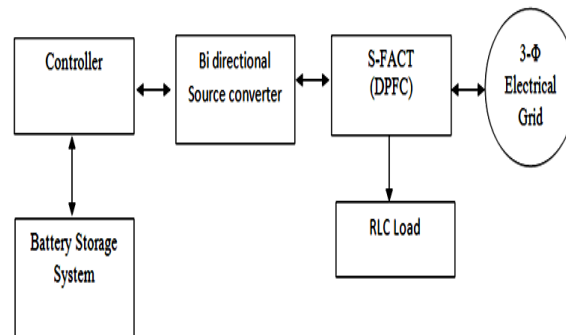 Controller
Bi directional
Source converter
S-FACT
(DPFC)
3-Φ
Electrical
Grid
Battery Storage
System
RLC Load